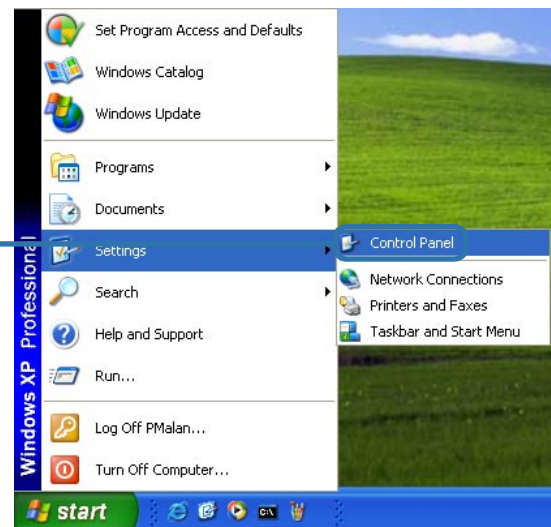 Set Program Access and Defaults
Windows Catalog
Windows Update
Programs
Documents
Settings
Search
Help and Support
Run...
Log Off PMalan...
Turn Off Computer...
Control Panel
Network Connections
Printers and Faxes
Taskbar and Start Menu
Windows XP Professional
start